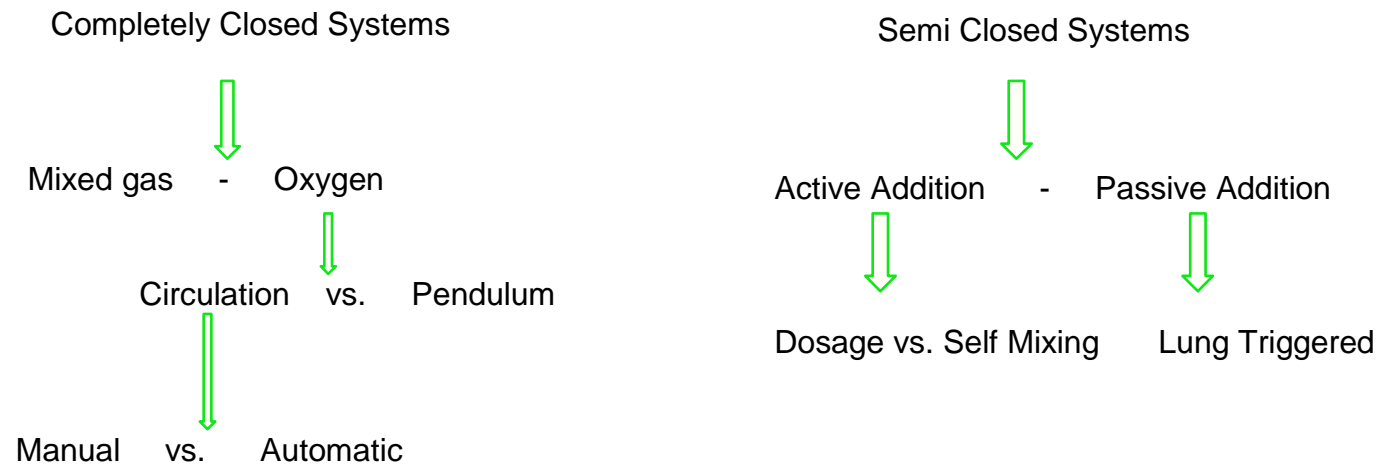 Completely Closed Systems
Mixed gas - Oxygen
Circulation vs. Pendulum
Manual vs. Automatic
Semi Closed Systems
Active Addition - Passive Addition
Dosage vs. Self Mixing Lung Triggered